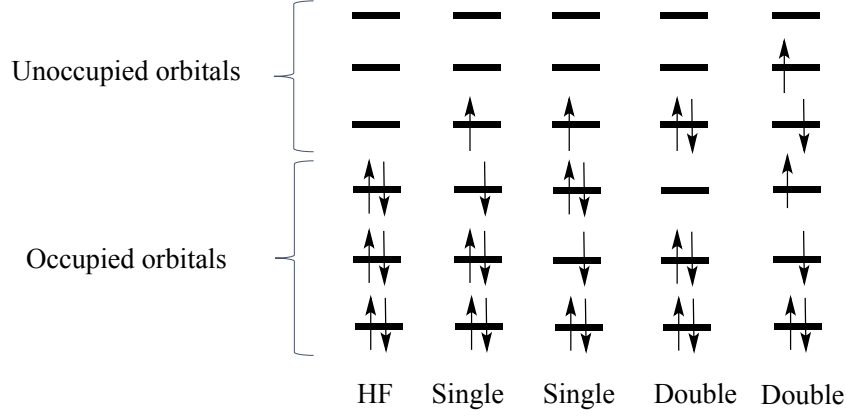 Unoccupied orbitals
Occupied orbitals
HF Single Single Double Double